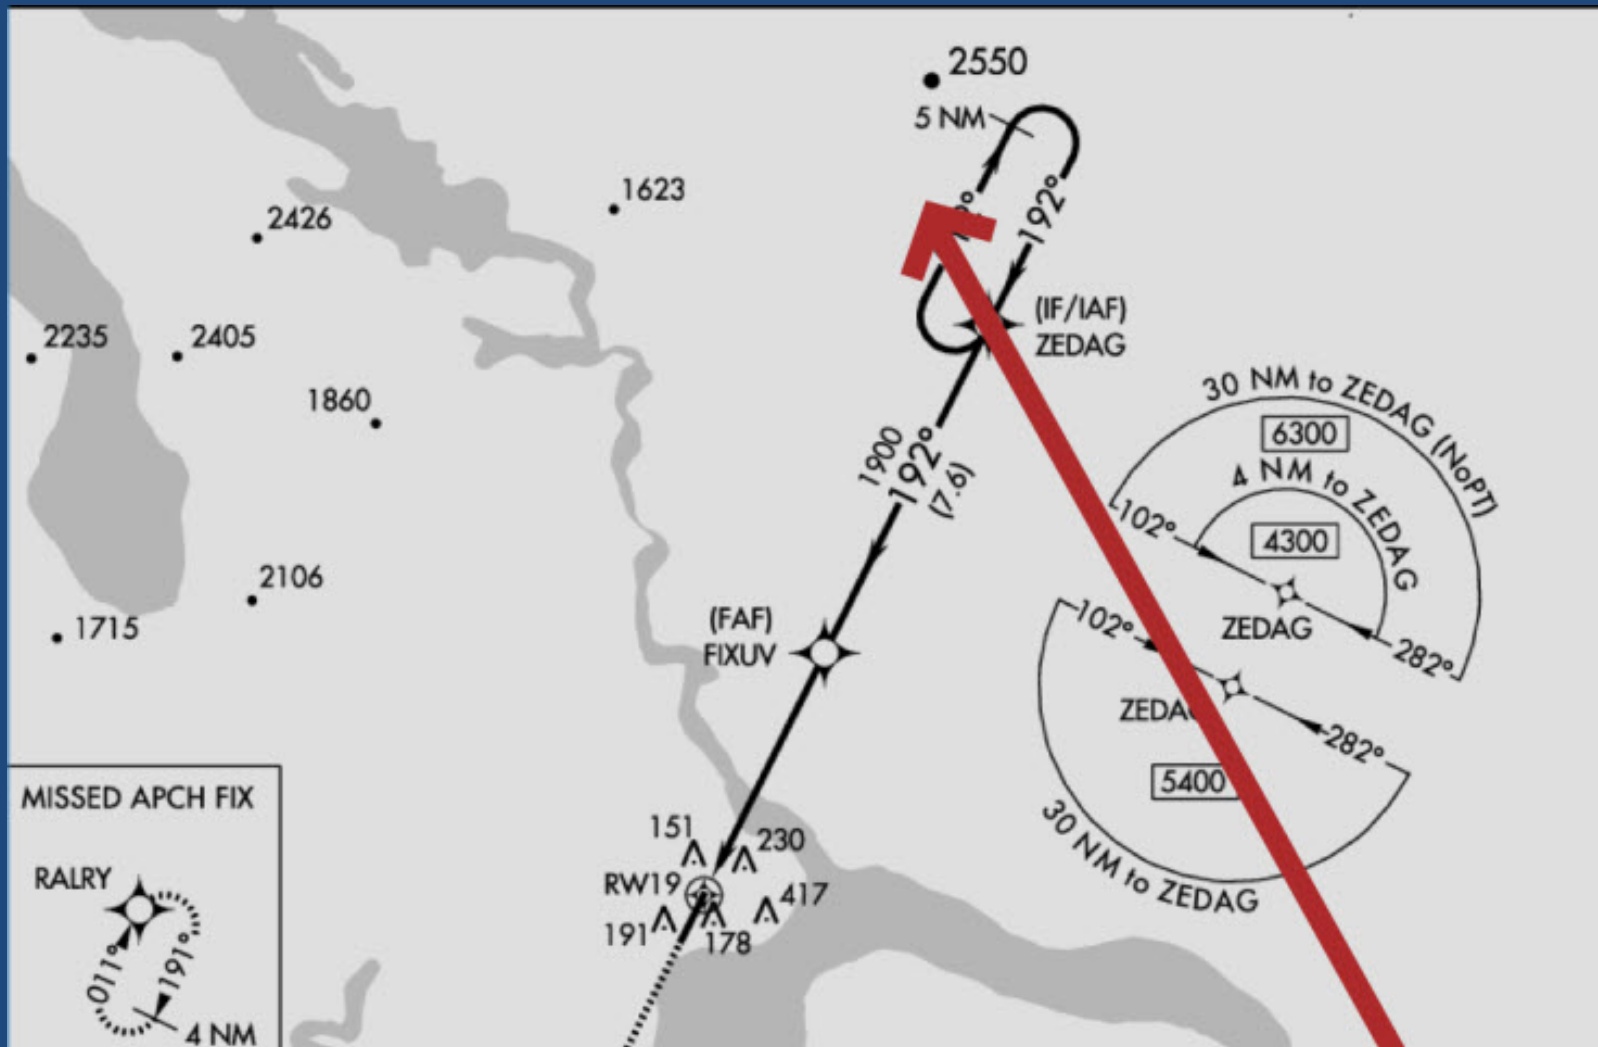 2550
5 NM
192°
1623
2426
(IF/IAF)
ZEDAG
2235
2405
30 NM to ZEDAG (NoPT)
6300
4 NM to ZEDAG
4300
102°
282°
ZEDAG
1860
1900
192°
(7.6)
2106
1715
(FAF)
FIXUV
102°
282°
5400
30 NM to ZEDAG
MISSED APCH FIX
RALRY
011°
191°
4 NM
151
230
RW19
417
191
178